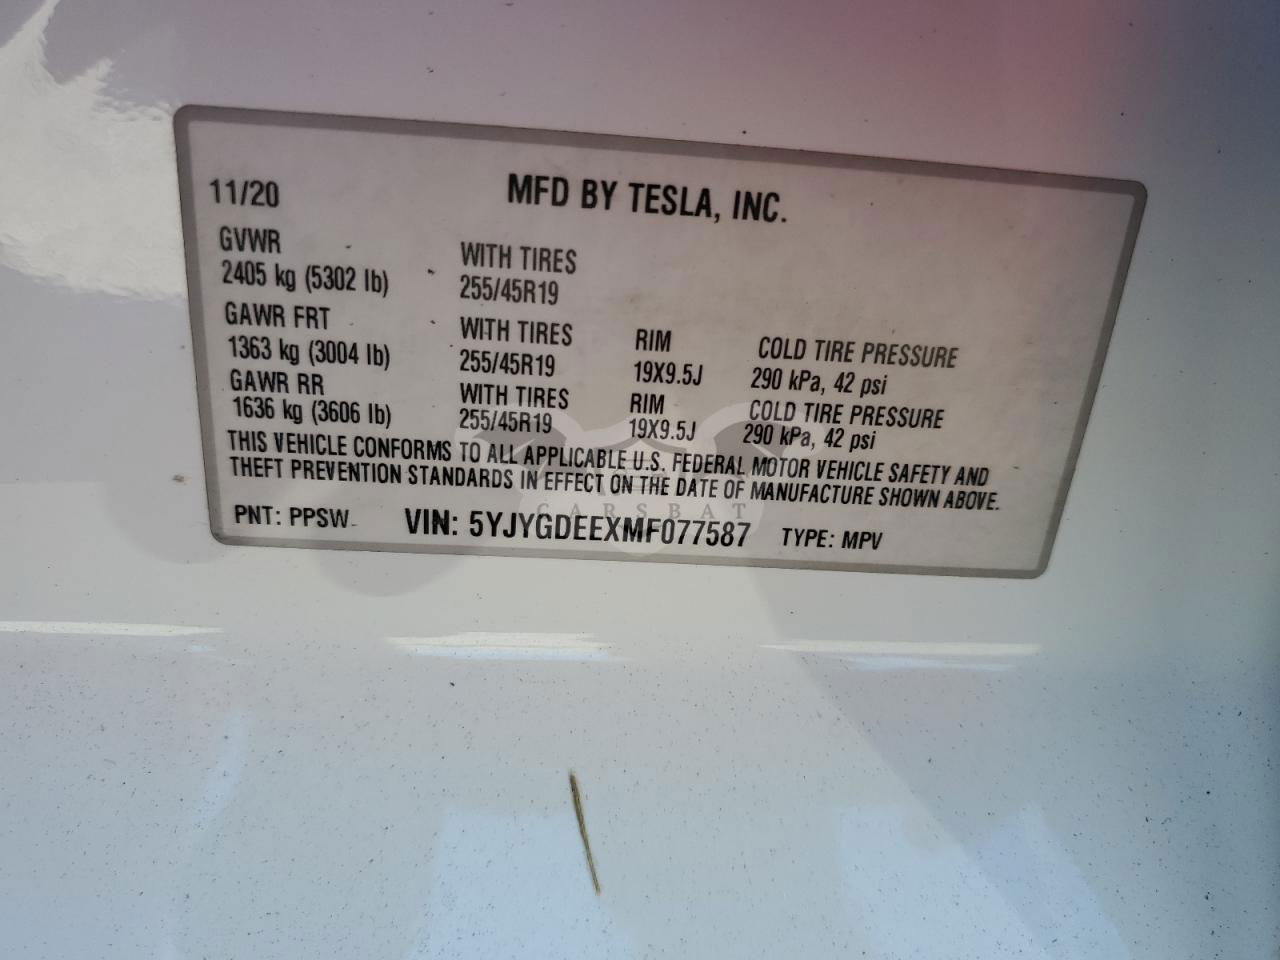 11/20 MFD BY TESLA, INC.
GVWR WITH TIRES
2405 kg (5302 lb) 255/45R19
GAWR FRT WITH TIRES RIM COLD TIRE PRESSURE
1363 kg (3004 lb) 255/45R19 19X9.5J 290 kPa, 42 psi
GAWR RR WITH TIRES RIM COLD TIRE PRESSURE
1636 kg (3606 lb) 255/45R19 19X9.5J 290 kPa, 42 psi
THIS VEHICLE CONFORMS TO ALL APPLICABLE U.S. FEDERAL MOTOR VEHICLE SAFETY AND
THEFT PREVENTION STANDARDS IN EFFECT ON THE DATE OF MANUFACTURE SHOWN ABOVE.
CARSBAT
PNT: PPSW VIN: 5YJYGDEEXMF077587 TYPE: MPV